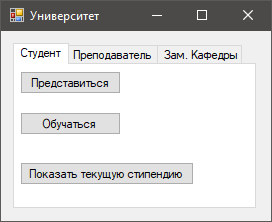 Университет
Студент Преподаватель Зам. Кафедры
Представиться
Обучаться
Показать текущую стипендию